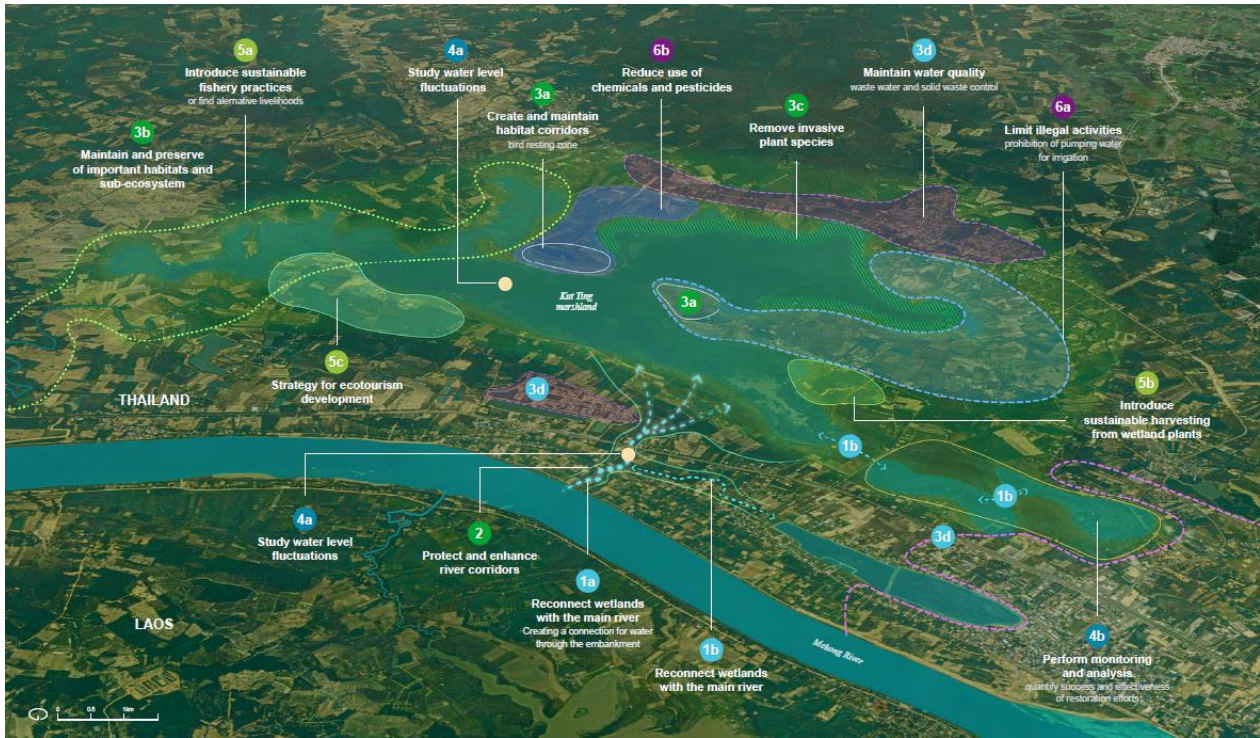 5a
Introduce sustainable
fishery practices
or find alernative livelihoods
4a
Study water level
fluctuations
6b
Reduce use of
chemicals and pesticides
3d
Maintain water quality
waste water and solid waste control
3a
Create and maintain
habitat corridors
bird resting zone
3c
Remove invasive
plant species
6a
Limit illegal activities
prohibition of pumping water
for irrigation
3b
Maintain and preserve
of important habitats and
sub-ecosystem
Kut Ting
marshland
3a
5c
Strategy for ecotourism
development
3d
THAILAND
5b
Introduce
sustainable harvesting
from wetland plants
1b
1b
3d
4a
Study water level
fluctuations
2
Protect and enhance
river corridors
1a
Reconnect wetlands
with the main river
Creating a connection for water
through the embankment
1b
Reconnect wetlands
with the main river
LAOS
Mekong River
4b
Perform monitoring
and analysis
quantify success and effectiveness
of restoration efforts
0 0.5 1km